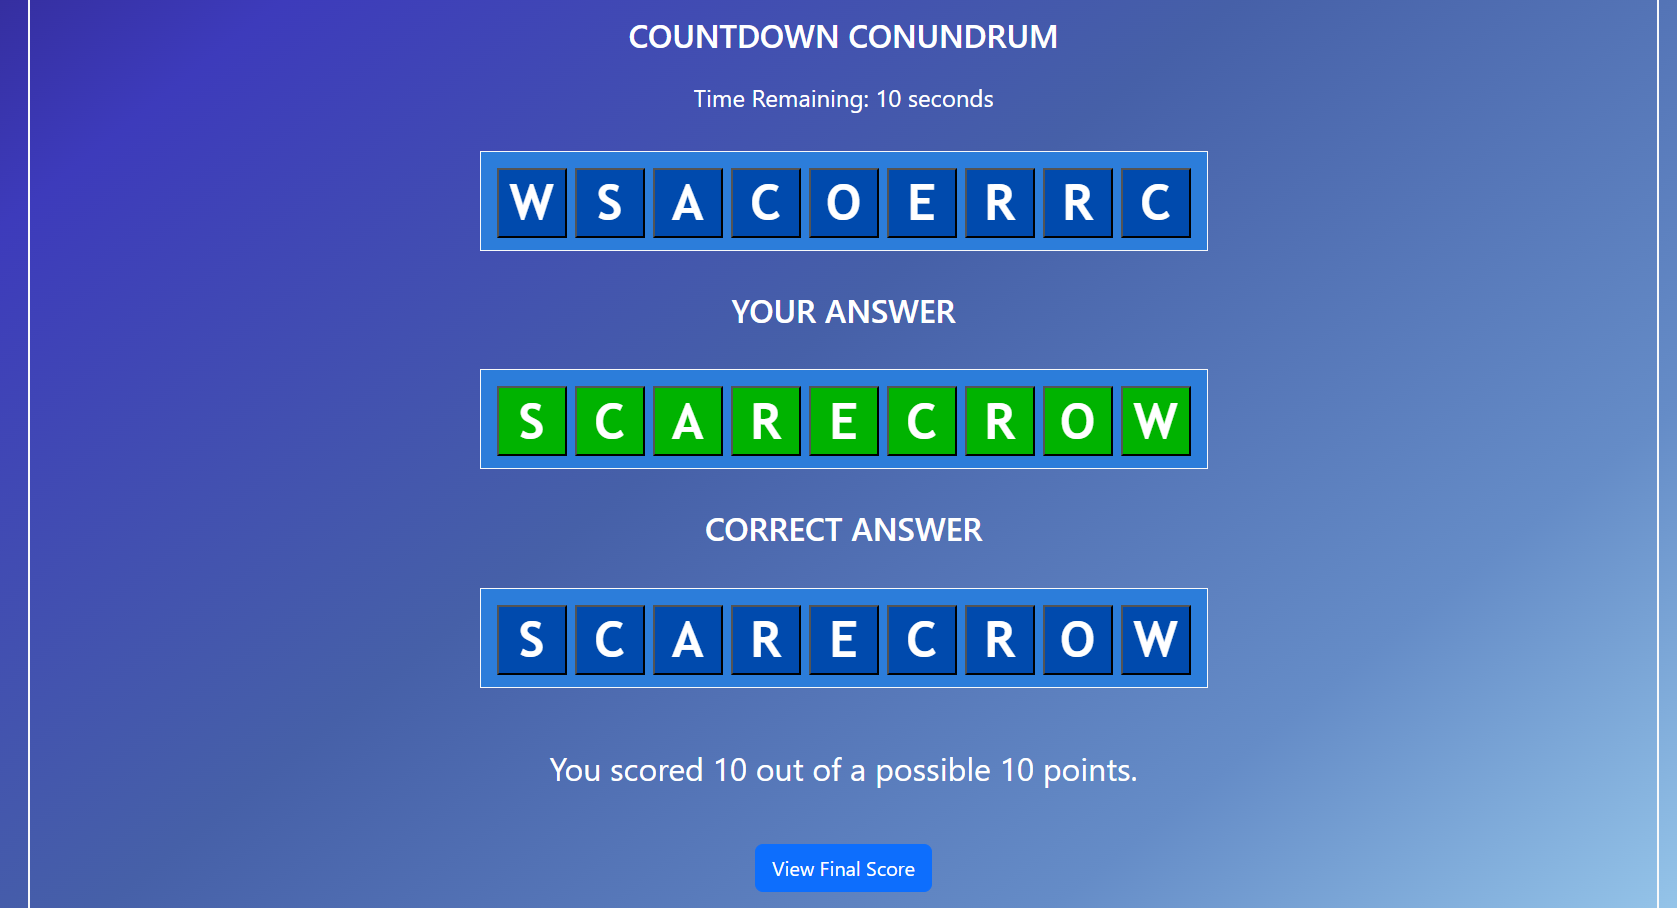 COUNTDOWN CONUNDRUM
Time Remaining: 10 seconds
W S A C O E R R C
YOUR ANSWER
S C A R E C R O W
CORRECT ANSWER
S C A R E C R O W
You scored 10 out of a possible 10 points.
View Final Score